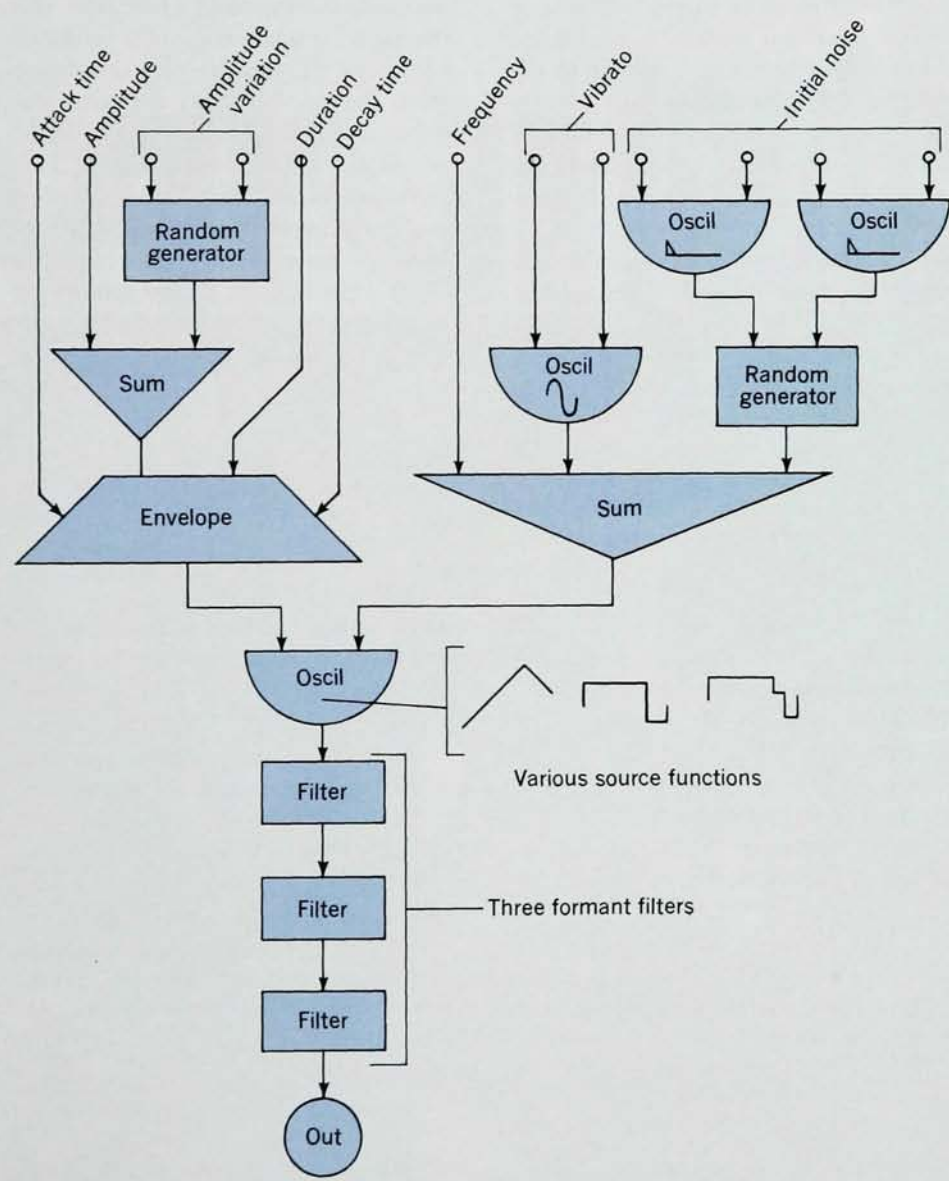 Attack time
Amplitude
Amplitude
variation
Duration
Decay time
Frequency
Vibrato
Initial noise
Random
generator
Oscil
Oscil
Sum
Oscil
Random
generator
Envelope
Sum
Oscil
Various source functions
Filter
Filter
Three formant filters
Filter
Out